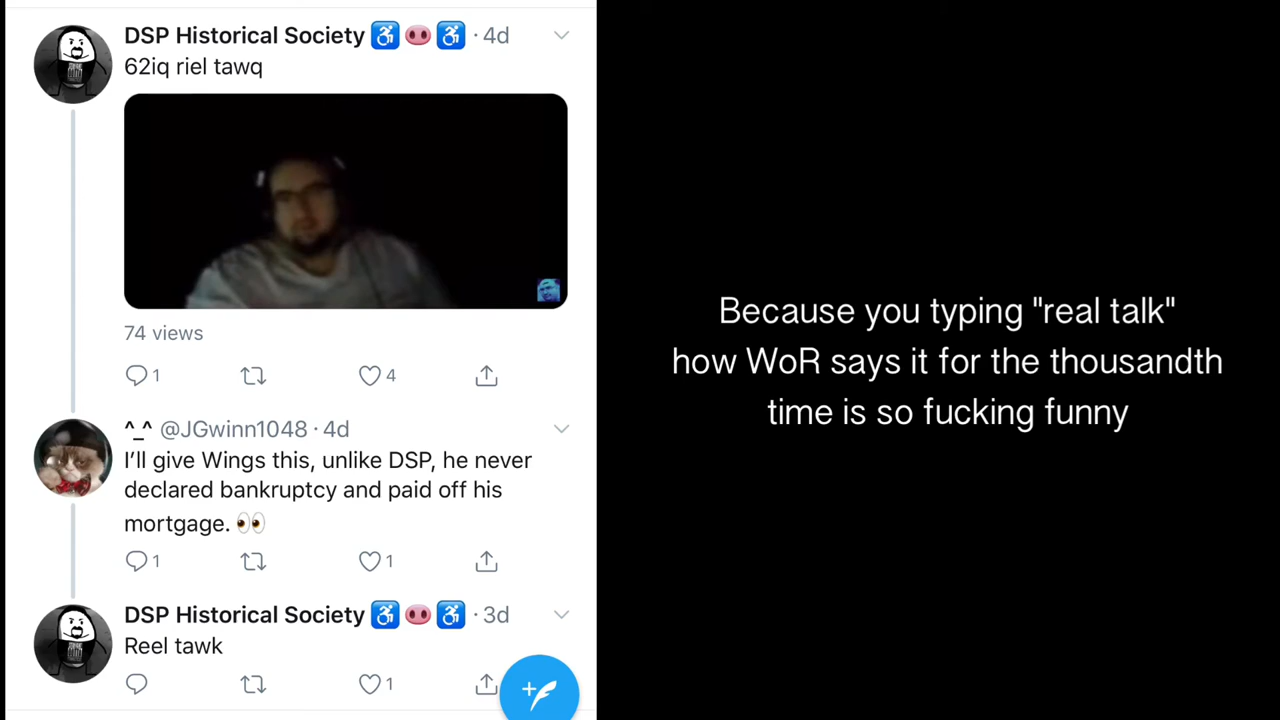 DSP Historical Society ♿🐽♿ · 4d
62iq riel tawq
74 views
1
4
^_^ @JGwinn1048 · 4d
I’ll give Wings this, unlike DSP, he never
declared bankruptcy and paid off his
mortgage. 👀
1
1
DSP Historical Society ♿🐽♿ · 3d
Reel tawk
1
Because you typing "real talk"
how WoR says it for the thousandth
time is so fucking funny